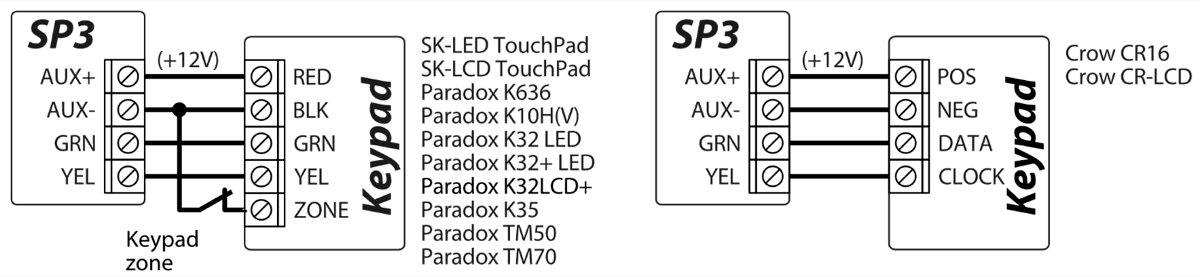 SP3
(+12V)
AUX+
AUX-
GRN
YEL
RED
BLK
GRN
YEL
ZONE
Keypad
Keypad
zone
SK-LED TouchPad
SK-LCD TouchPad
Paradox K636
Paradox K10H(V)
Paradox K32 LED
Paradox K32+ LED
Paradox K32LCD+
Paradox K35
Paradox TM50
Paradox TM70
SP3
(+12V)
AUX+
AUX-
GRN
YEL
POS
NEG
DATA
CLOCK
Keypad
Crow CR16
Crow CR-LCD